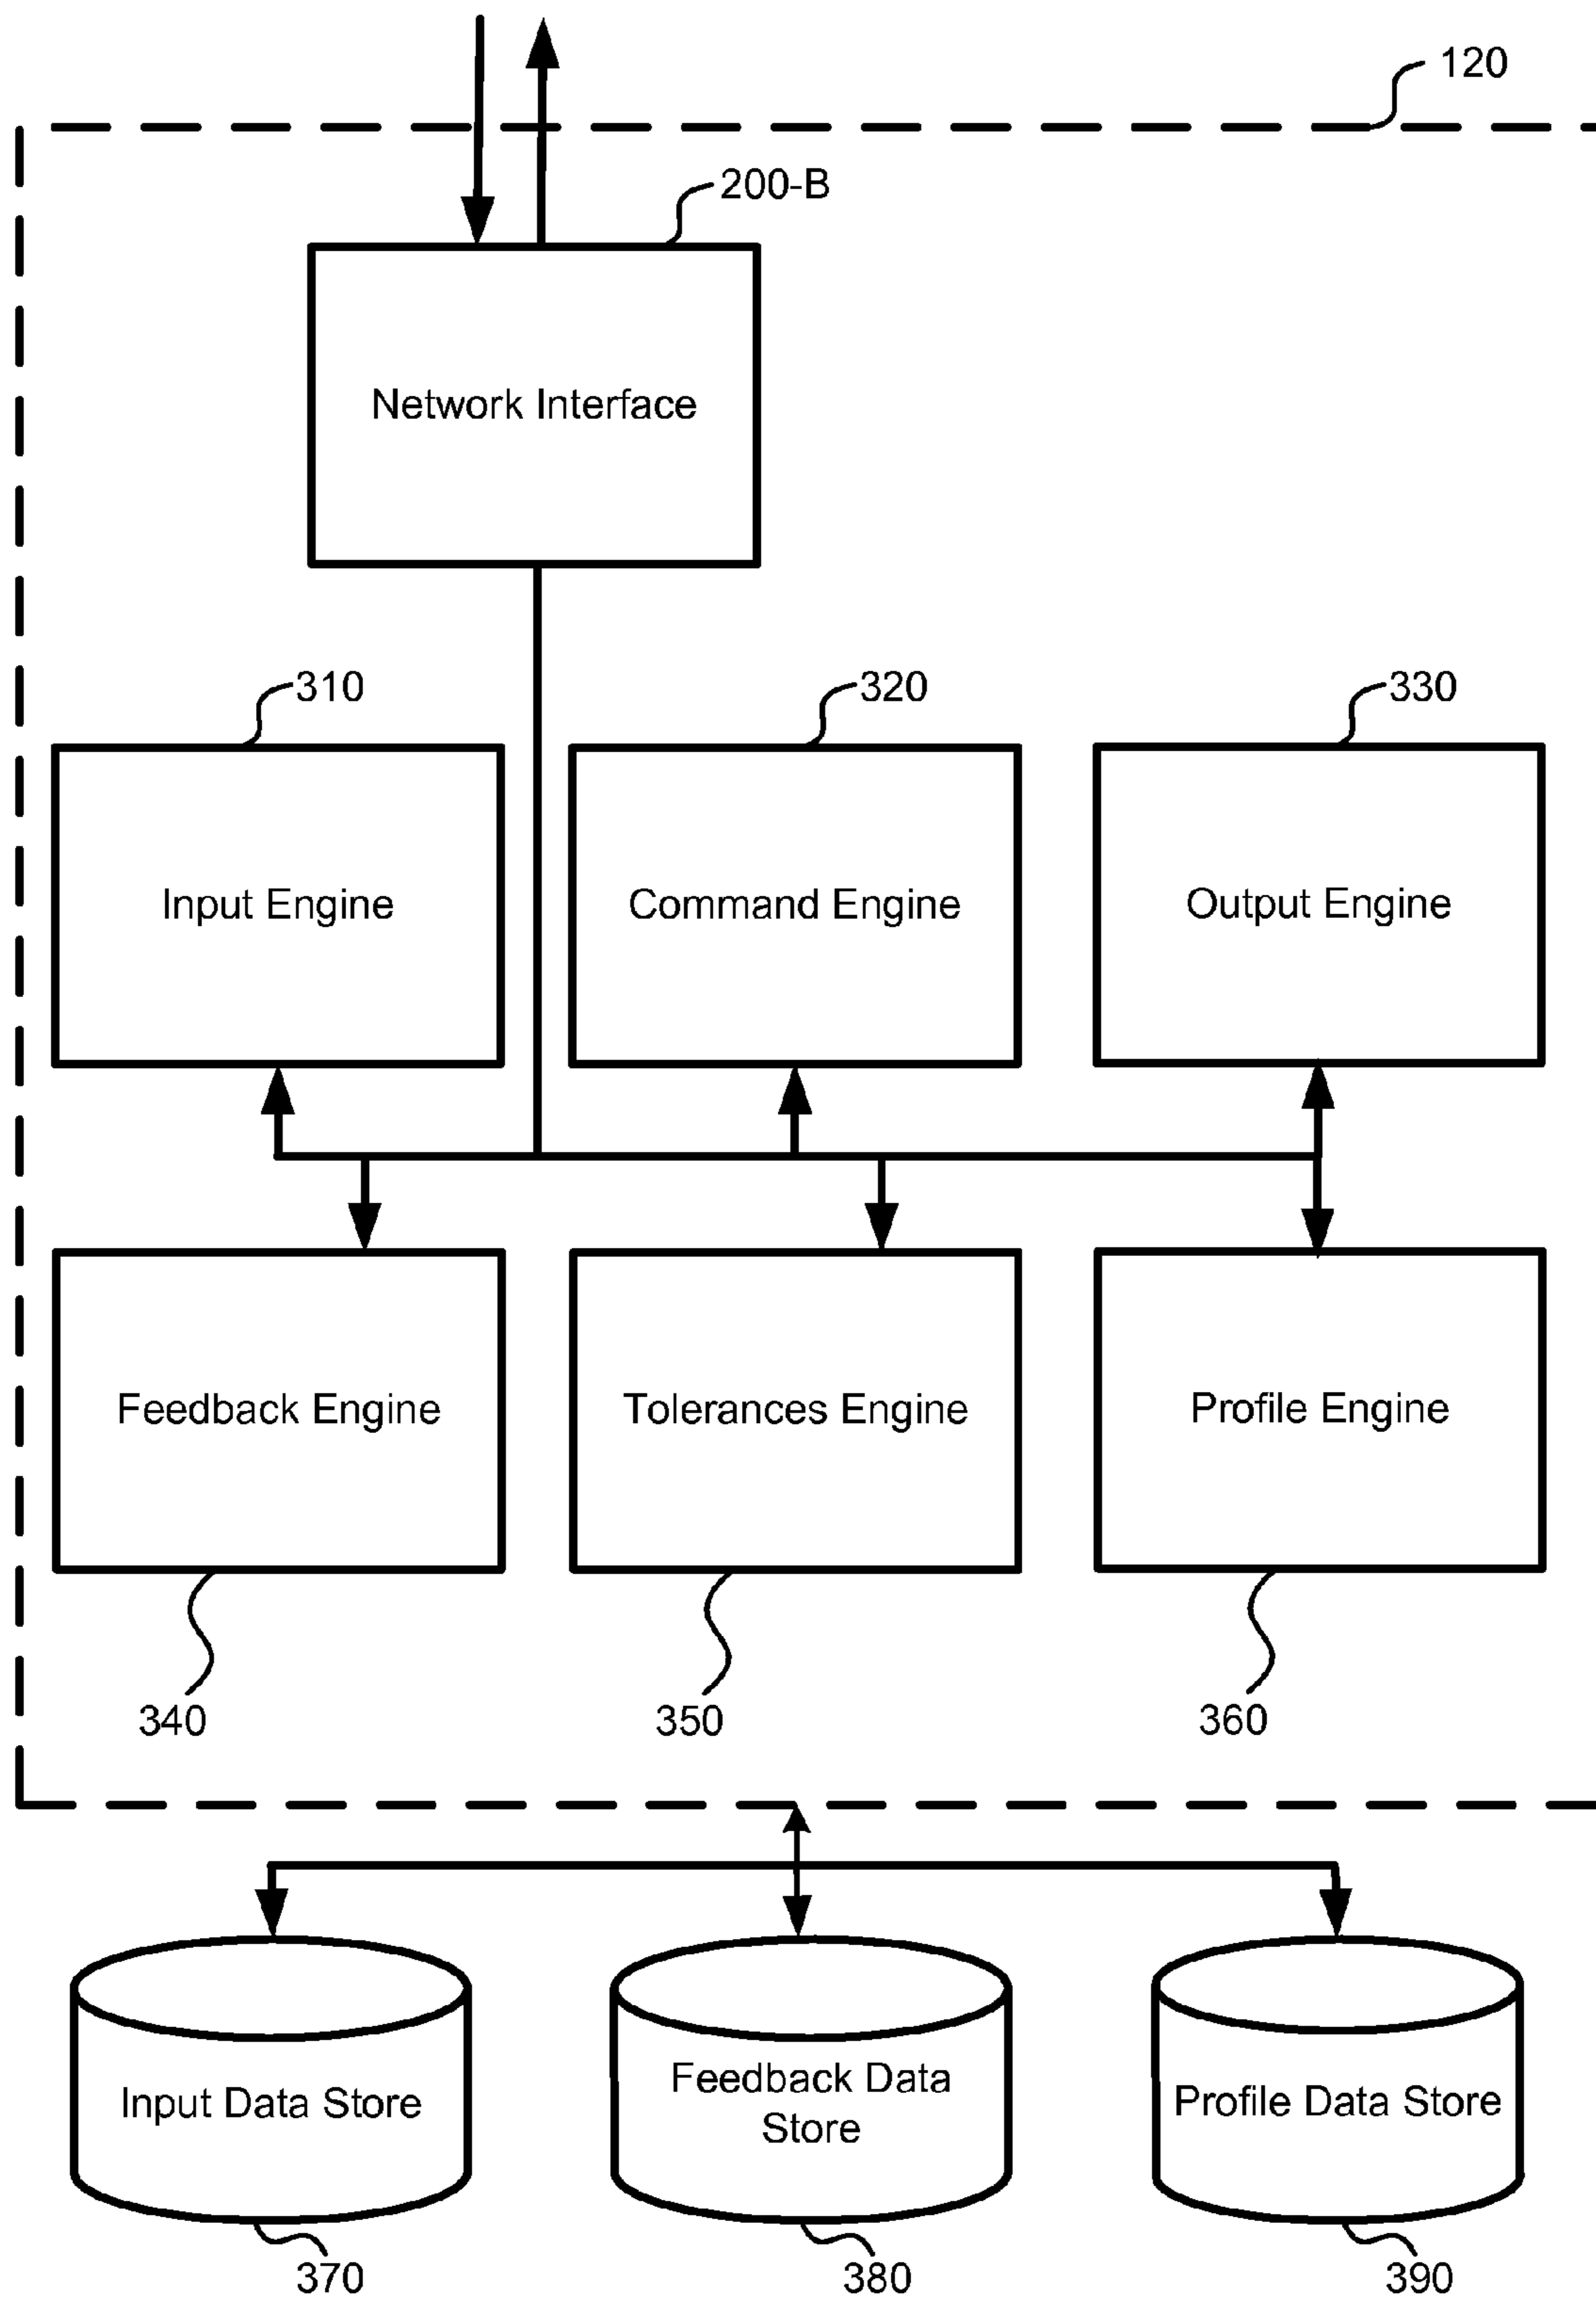 120
200-B
Network Interface
310
320
330
Input Engine
Command Engine
Output Engine
Feedback Engine
Tolerances Engine
Profile Engine
340
350
360
Input Data Store
Feedback Data
Store
Profile Data Store
370
380
390